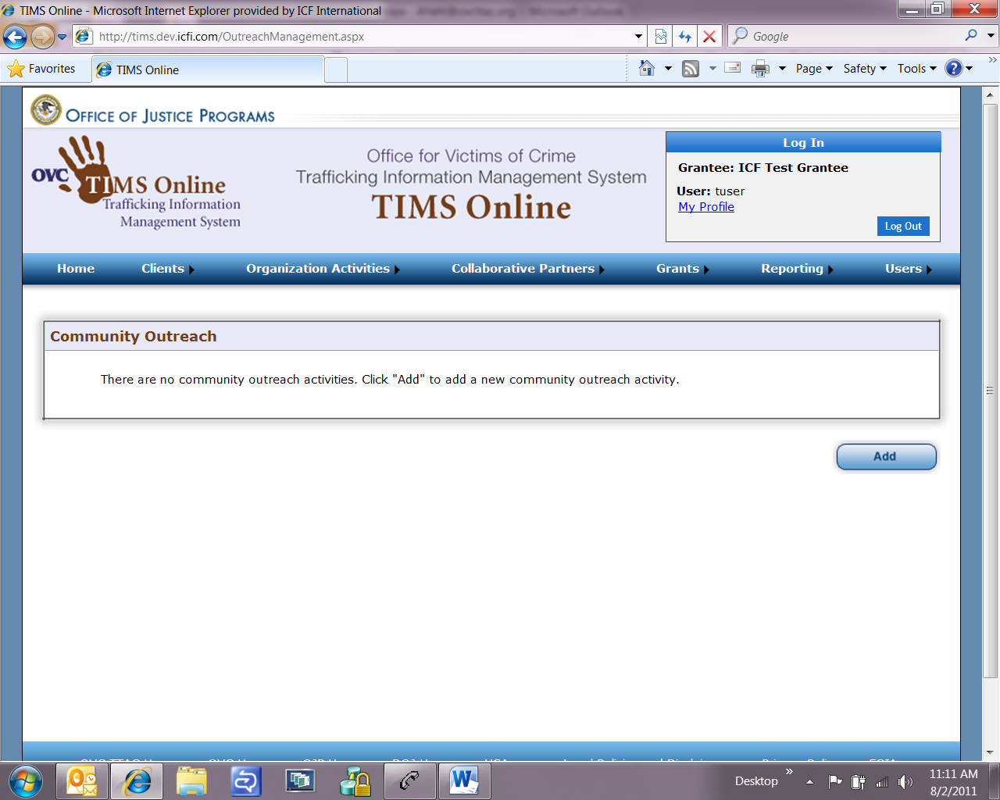 TIMS Online - Microsoft Internet Explorer provided by ICF International
http://tims.dev.icfi.com/OutreachManagement.aspx
Google
Favorites
TIMS Online
Page
Safety
Tools
OFFICE OF JUSTICE PROGRAMS
OVC
TIMS Online
Trafficking Information
Management System
Office for Victims of Crime
Trafficking Information Management System
TIMS Online
Log In
Grantee: ICF Test Grantee
User: tuser
My Profile
Log Out
Home Clients Organization Activities Collaborative Partners Grants Reporting Users
Community Outreach
There are no community outreach activities. Click "Add" to add a new community outreach activity.
Add
Desktop
11:11 AM
8/2/2011